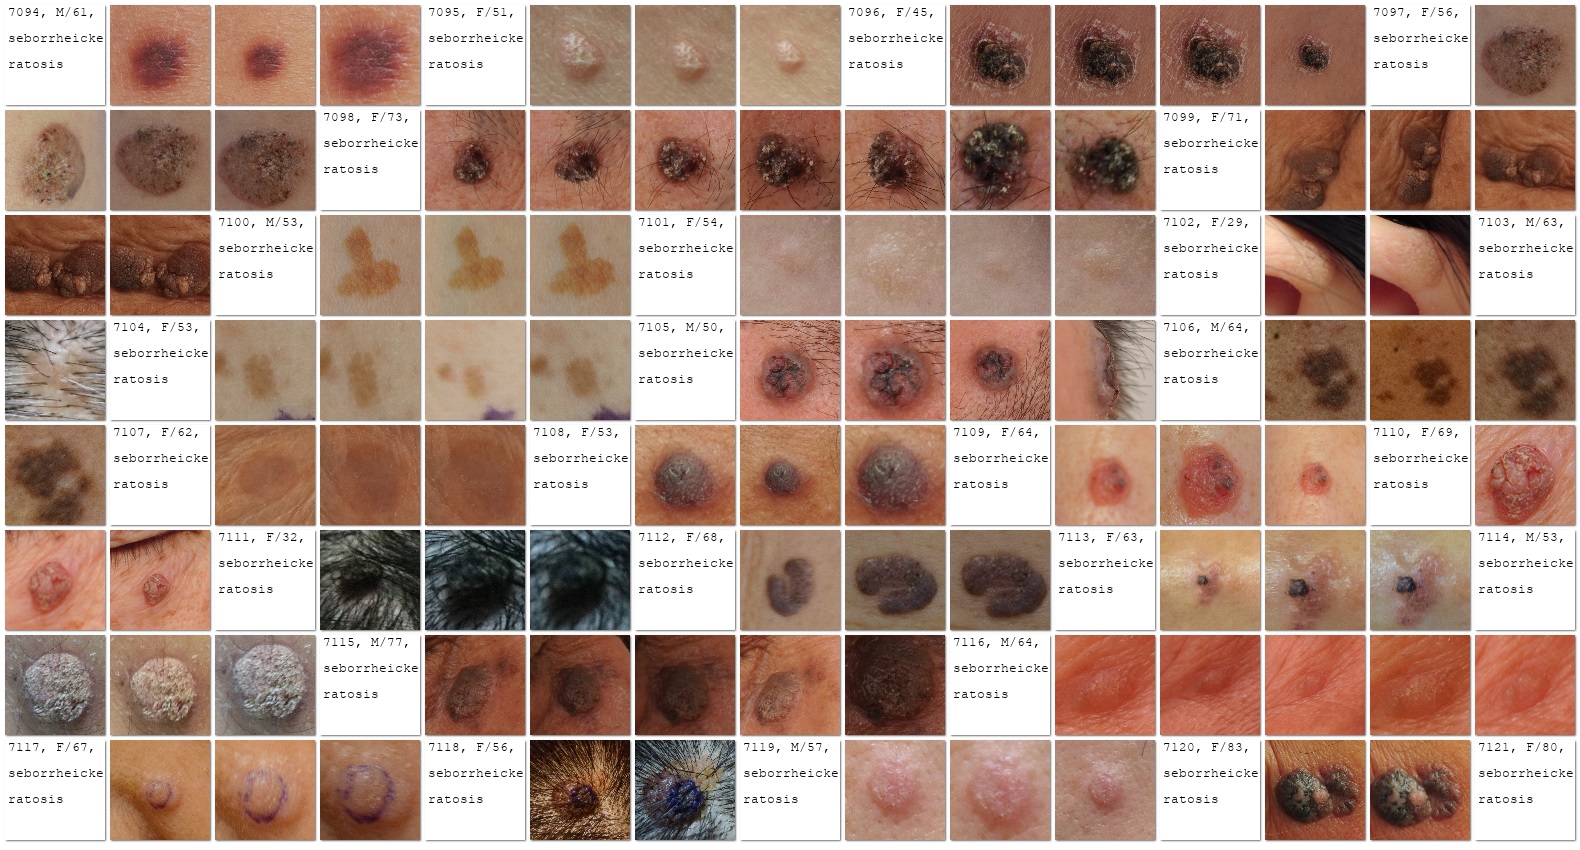 7094, M/61,
seborrheicke
ratosis
7095, F/51,
seborrheicke
ratosis
7096, F/45,
seborrheicke
ratosis
7097, F/56,
seborrheicke
ratosis
7098, F/73,
seborrheicke
ratosis
7099, F/71,
seborrheicke
ratosis
7100, M/53,
seborrheicke
ratosis
7101, F/54,
seborrheicke
ratosis
7102, F/29,
seborrheicke
ratosis
7103, M/63,
seborrheicke
ratosis
7104, F/53,
seborrheicke
ratosis
7105, M/50,
seborrheicke
ratosis
7106, M/64,
seborrheicke
ratosis
7107, F/62,
seborrheicke
ratosis
7108, F/53,
seborrheicke
ratosis
7109, F/64,
seborrheicke
ratosis
7110, F/69,
seborrheicke
ratosis
7111, F/32,
seborrheicke
ratosis
7112, F/68,
seborrheicke
ratosis
7113, F/63,
seborrheicke
ratosis
7114, M/53,
seborrheicke
ratosis
7115, M/77,
seborrheicke
ratosis
7116, M/64,
seborrheicke
ratosis
7117, F/67,
seborrheicke
ratosis
7118, F/56,
seborrheicke
ratosis
7119, M/57,
seborrheicke
ratosis
7120, F/83,
seborrheicke
ratosis
7121, F/80,
seborrheicke
ratosis